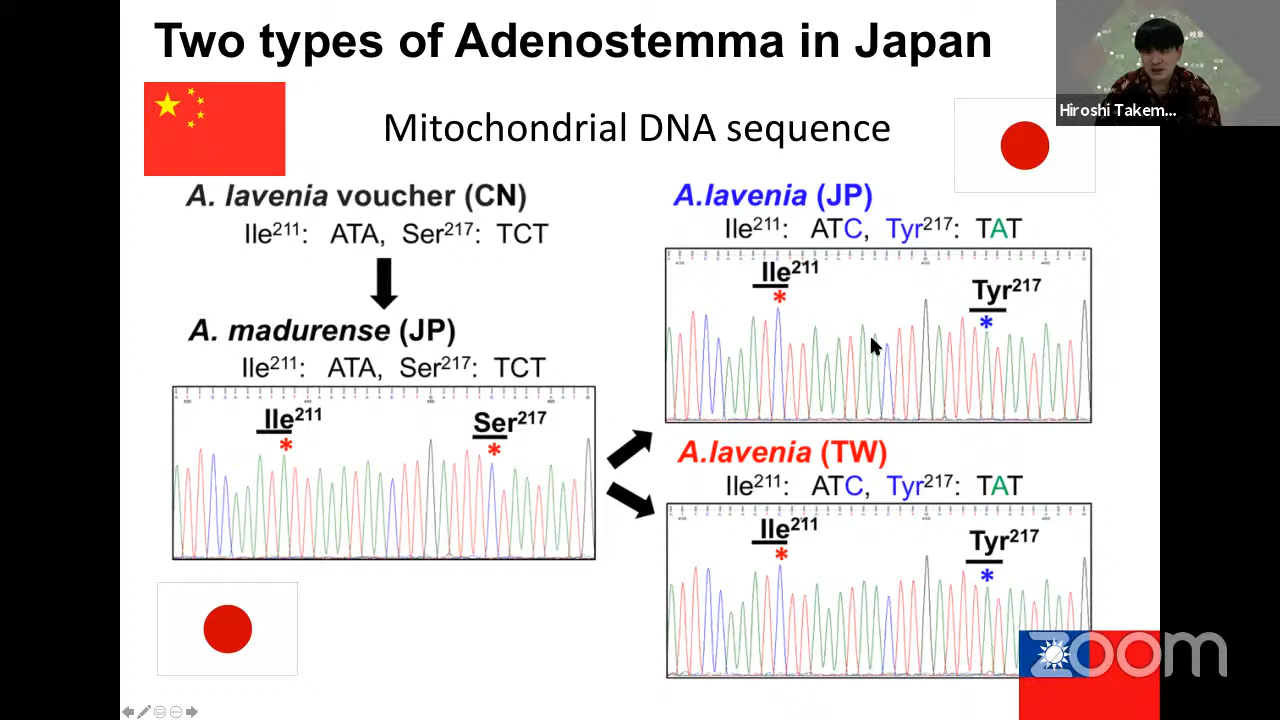 Two types of Adenostemma in Japan
Hiroshi Takem...
Mitochondrial DNA sequence
A. lavenia voucher (CN)
Ile211: ATA, Ser217: TCT
A. madurense (JP)
Ile211: ATA, Ser217: TCT
Ile211
*
Ser217
*
A.lavenia (JP)
Ile211: ATC, Tyr217: TAT
Ile211
*
Tyr217
*
A.lavenia (TW)
Ile211: ATC, Tyr217: TAT
Ile211
*
Tyr217
*
zoom